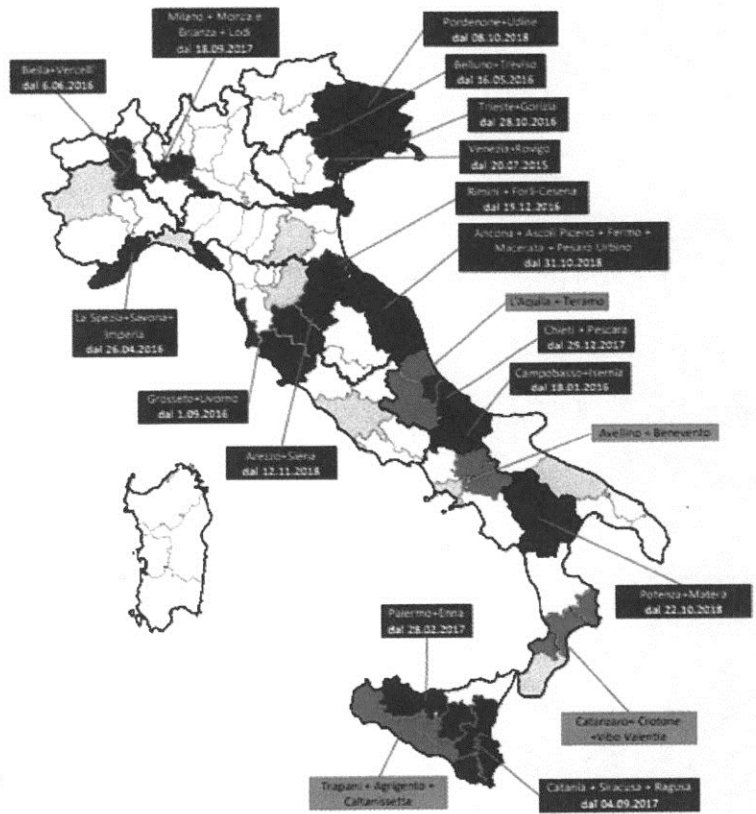 Milano + Monza e
Brianza + Lodi
dal 18.09.2017
Pordenone+Udine
dal 08.10.2018
Biella+Vercelli
dal 6.06.2016
Belluno+Treviso
dal 16.05.2016
Trieste+Gorizia
dal 28.10.2016
Venezia+Rovigo
dal 20.07.2015
Rimini + Forlì-Cesena
dal 19.12.2016
Ancona + Ascoli Piceno + Fermo +
Macerata + Pesaro Urbino
dal 31.10.2018
L'Aquila + Teramo
La Spezia+Savona+
Imperia
dal 26.04.2016
Chieti + Pescara
dal 29.12.2017
Campobasso+Isernia
dal 18.01.2016
Grosseto+Livorno
dal 1.09.2016
Avellino + Benevento
Arezzo+Siena
dal 12.11.2018
Potenza+Matera
dal 22.10.2018
Palermo+Enna
dal 28.02.2017
Catanzaro+ Crotone
+Vibo Valentia
Trapani + Agrigento +
Caltanissetta
Catania + Siracusa + Ragusa
dal 04.09.2017